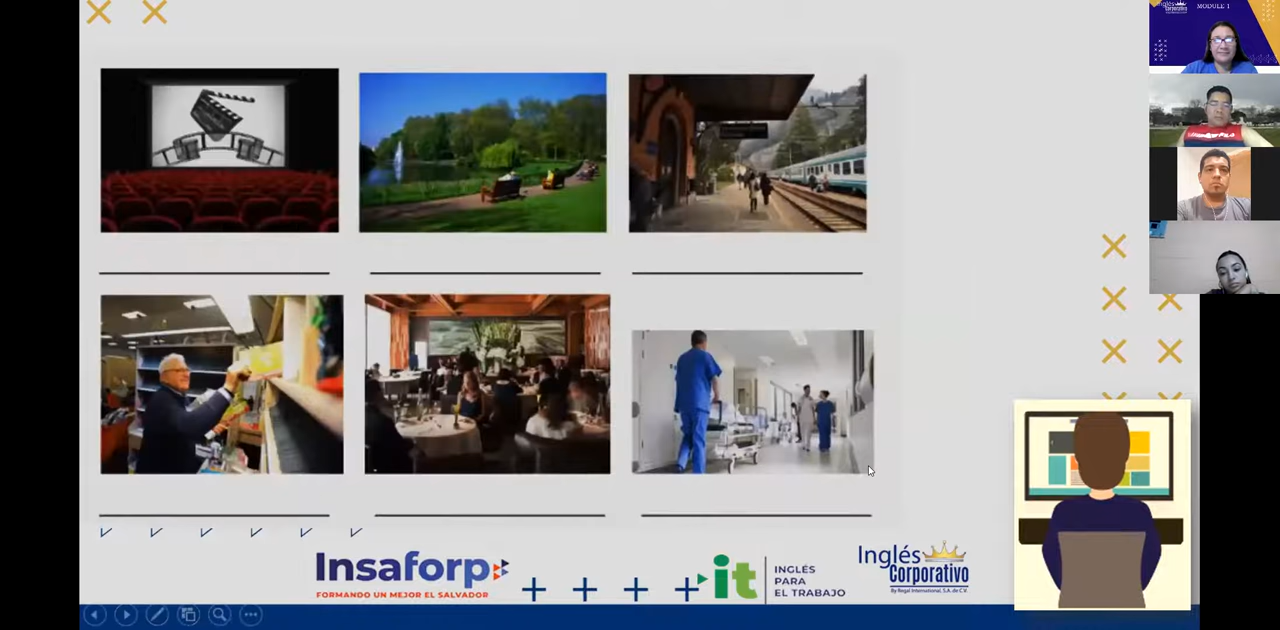 Inglés
MODULE 1
Insaforp
FORMANDO UN MEJOR EL SALVADOR
it
INGLÉS
PARA
EL TRABAJO
Inglés
Corporativo
By Regal International, S.A. de C.V.